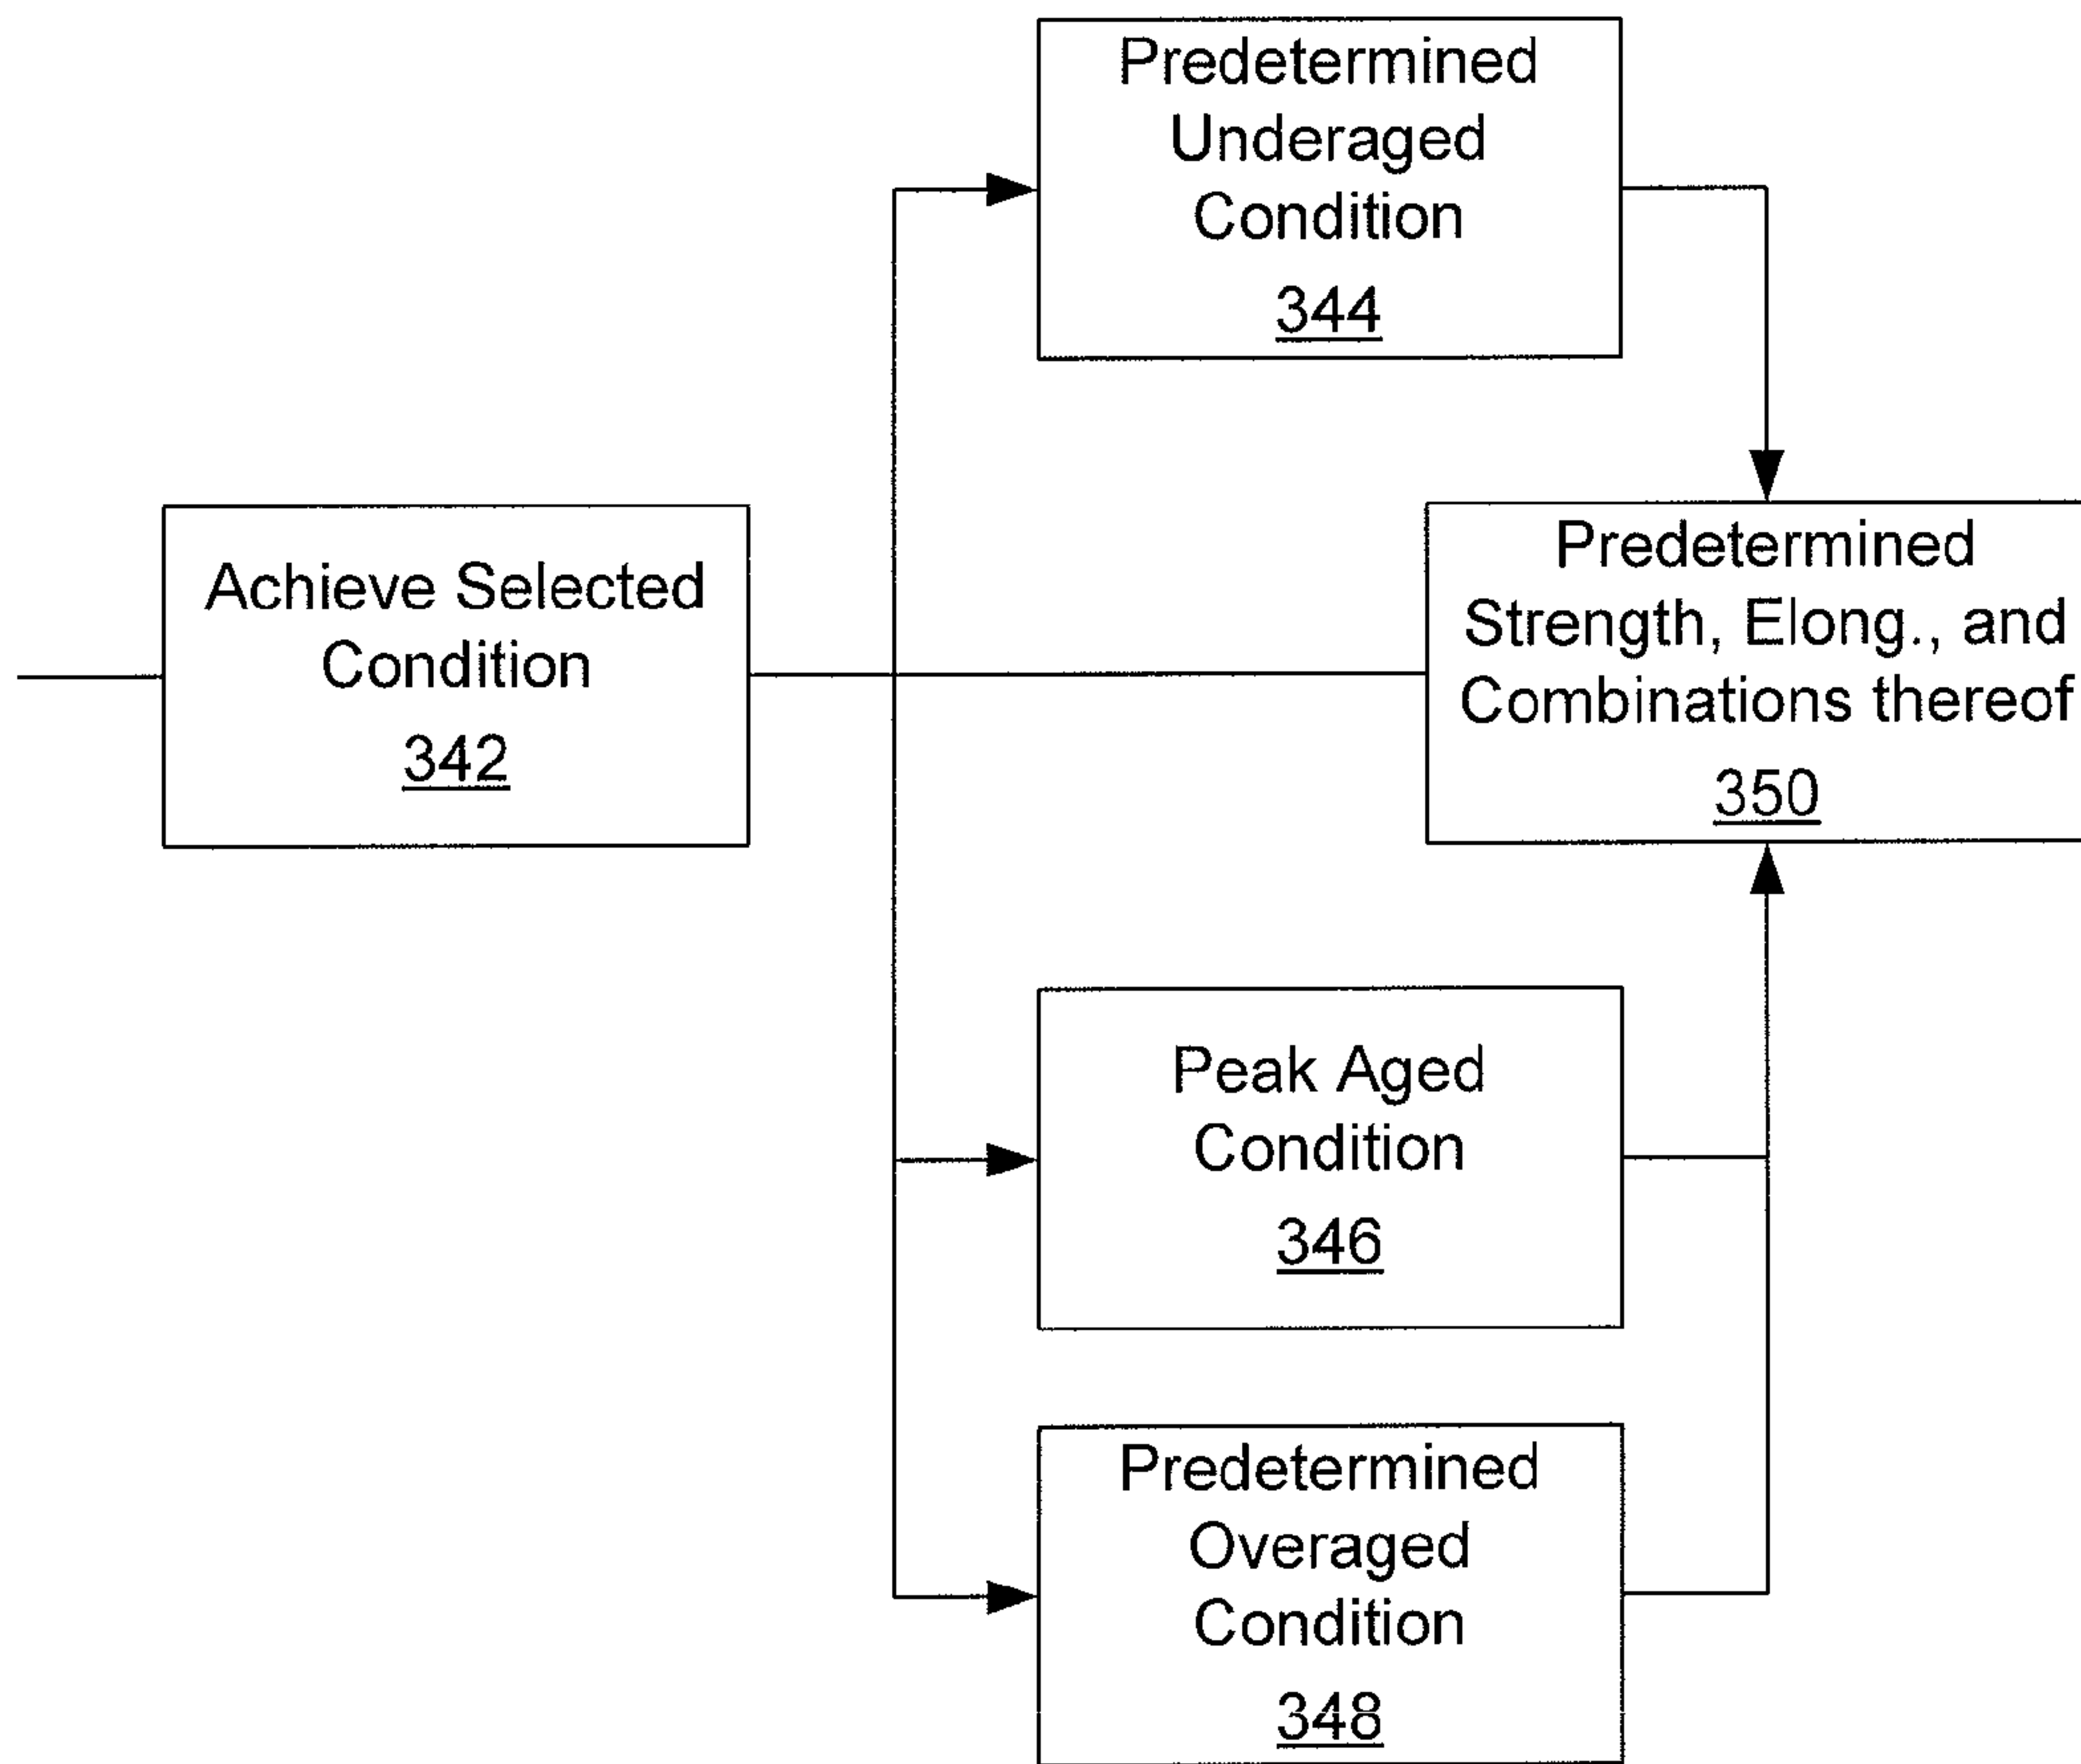 Predetermined
Underaged
Condition
344
Achieve Selected
Condition
342
Predetermined
Strength, Elong., and
Combinations thereof
350
Peak Aged
Condition
346
Predetermined
Overaged
Condition
348